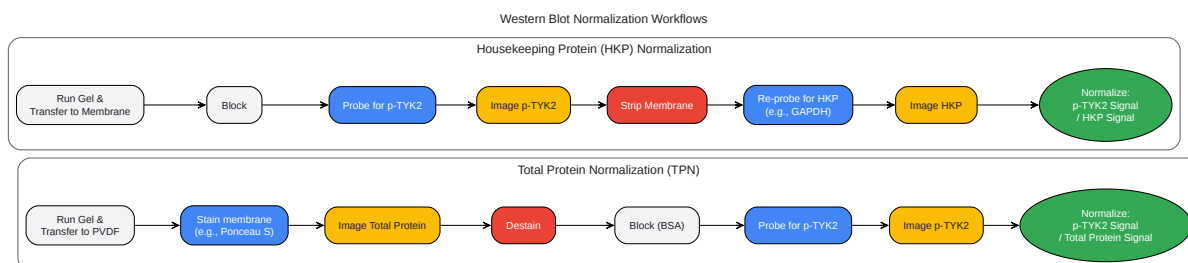 Western Blot Normalization Workflows
Housekeeping Protein (HKP) Normalization
Run Gel &
Transfer to Membrane
Block
Probe for p-TYK2
Image p-TYK2
Strip Membrane
Re-probe for HKP
(e.g., GAPDH)
Image HKP
Normalize:
p-TYK2 Signal
/ HKP Signal
Total Protein Normalization (TPN)
Run Gel &
Transfer to PVDF
Stain membrane
(e.g., Ponceau S)
Image Total Protein
Destain
Block (BSA)
Probe for p-TYK2
Image p-TYK2
Normalize:
p-TYK2 Signal
/ Total Protein Signal